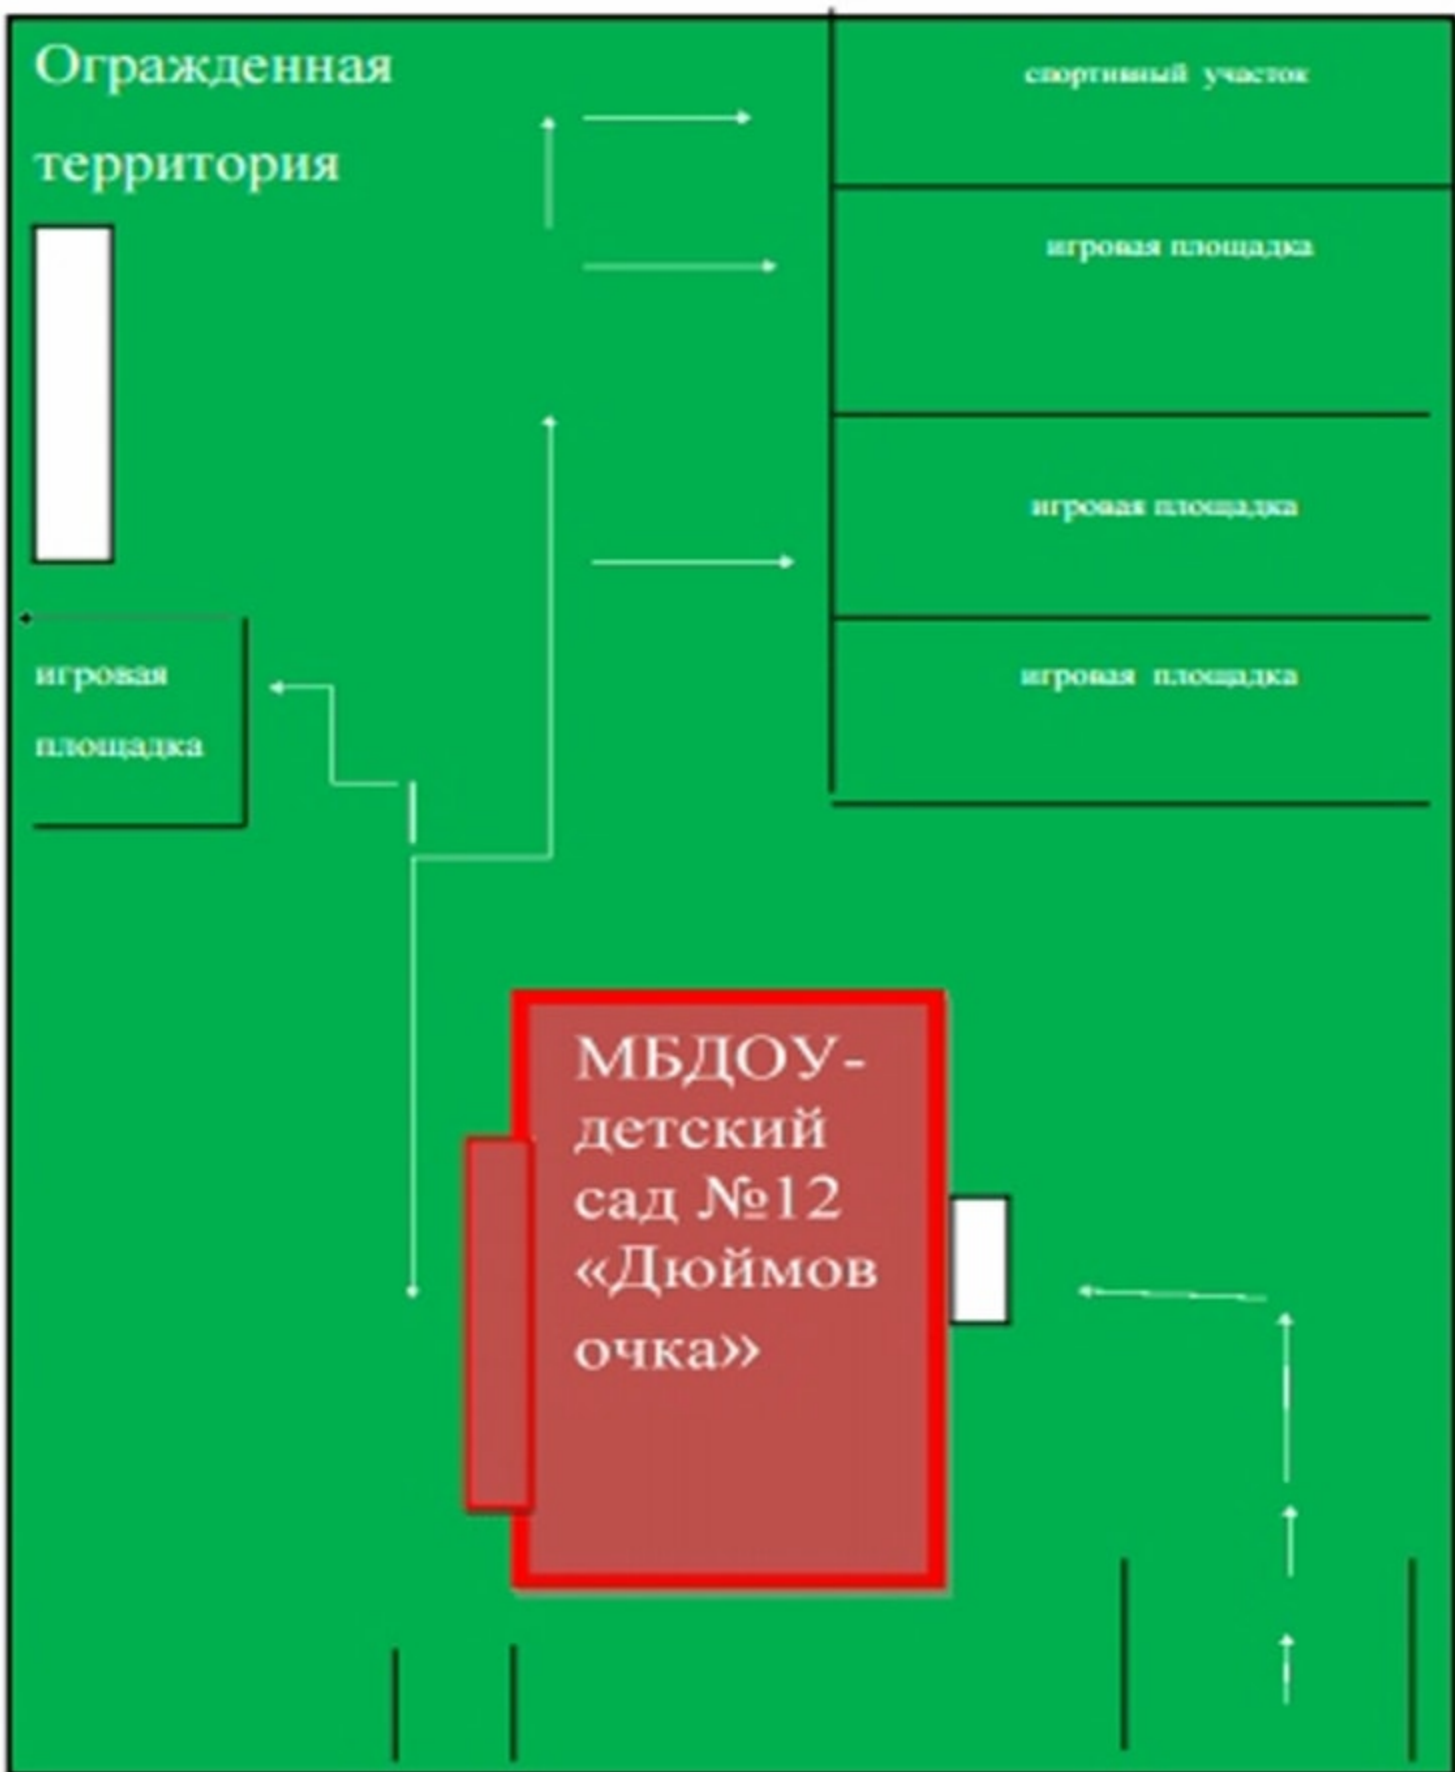 Огражденная
территория
спортивный участок
игровая площадка
игровая площадка
игровая площадка
игровая
площадка
МБДОУ-
детский
сад №12
«Дюймов
очка»